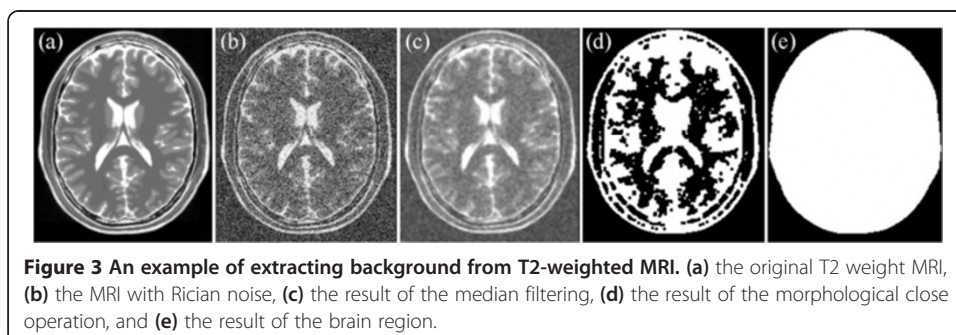 (a)
(b)
(c)
(d)
(e)
Figure 3 An example of extracting background from T2-weighted MRI. (a) the original T2 weight MRI,
(b) the MRI with Rician noise, (c) the result of the median filtering, (d) the result of the morphological close
operation, and (e) the result of the brain region.